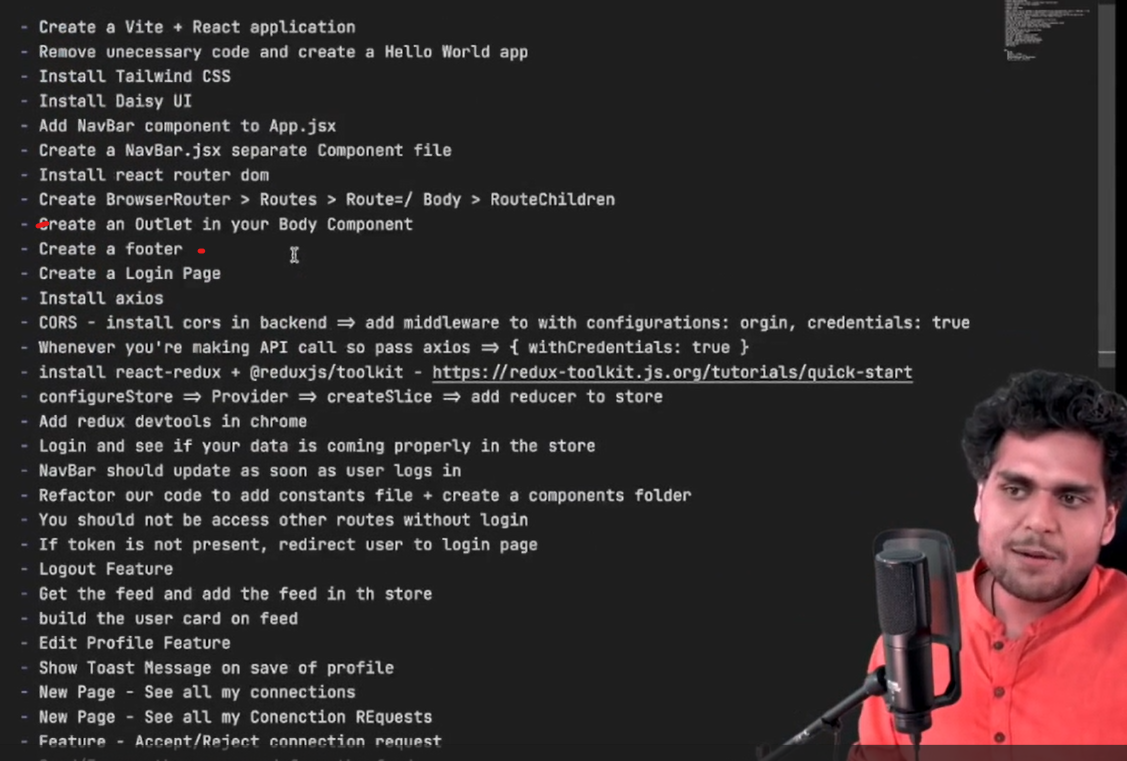 - Create a Vite + React application
- Remove unecessary code and create a Hello World app
- Install Tailwind CSS
- Install Daisy UI
- Add NavBar component to App.jsx
- Create a NavBar.jsx separate Component file
- Install react router dom
- Create BrowserRouter > Routes > Route=/ Body > RouteChildren
- Create an Outlet in your Body Component
- Create a footer
- Create a Login Page
- Install axios
- CORS - install cors in backend => add middleware to with configurations: orgin, credentials: true
- Whenever you're making API call so pass axios => { withCredentials: true }
- install react-redux + @reduxjs/toolkit - https://redux-toolkit.js.org/tutorials/quick-start
- configureStore => Provider => createSlice => add reducer to store
- Add redux devtools in chrome
- Login and see if your data is coming properly in the store
- NavBar should update as soon as user logs in
- Refactor our code to add constants file + create a components folder
- You should not be access other routes without login
- If token is not present, redirect user to login page
- Logout Feature
- Get the feed and add the feed in th store
- build the user card on feed
- Edit Profile Feature
- Show Toast Message on save of profile
- New Page - See all my connections
- New Page - See all my Conenction REquests
- Feature - Accept/Reject connection request